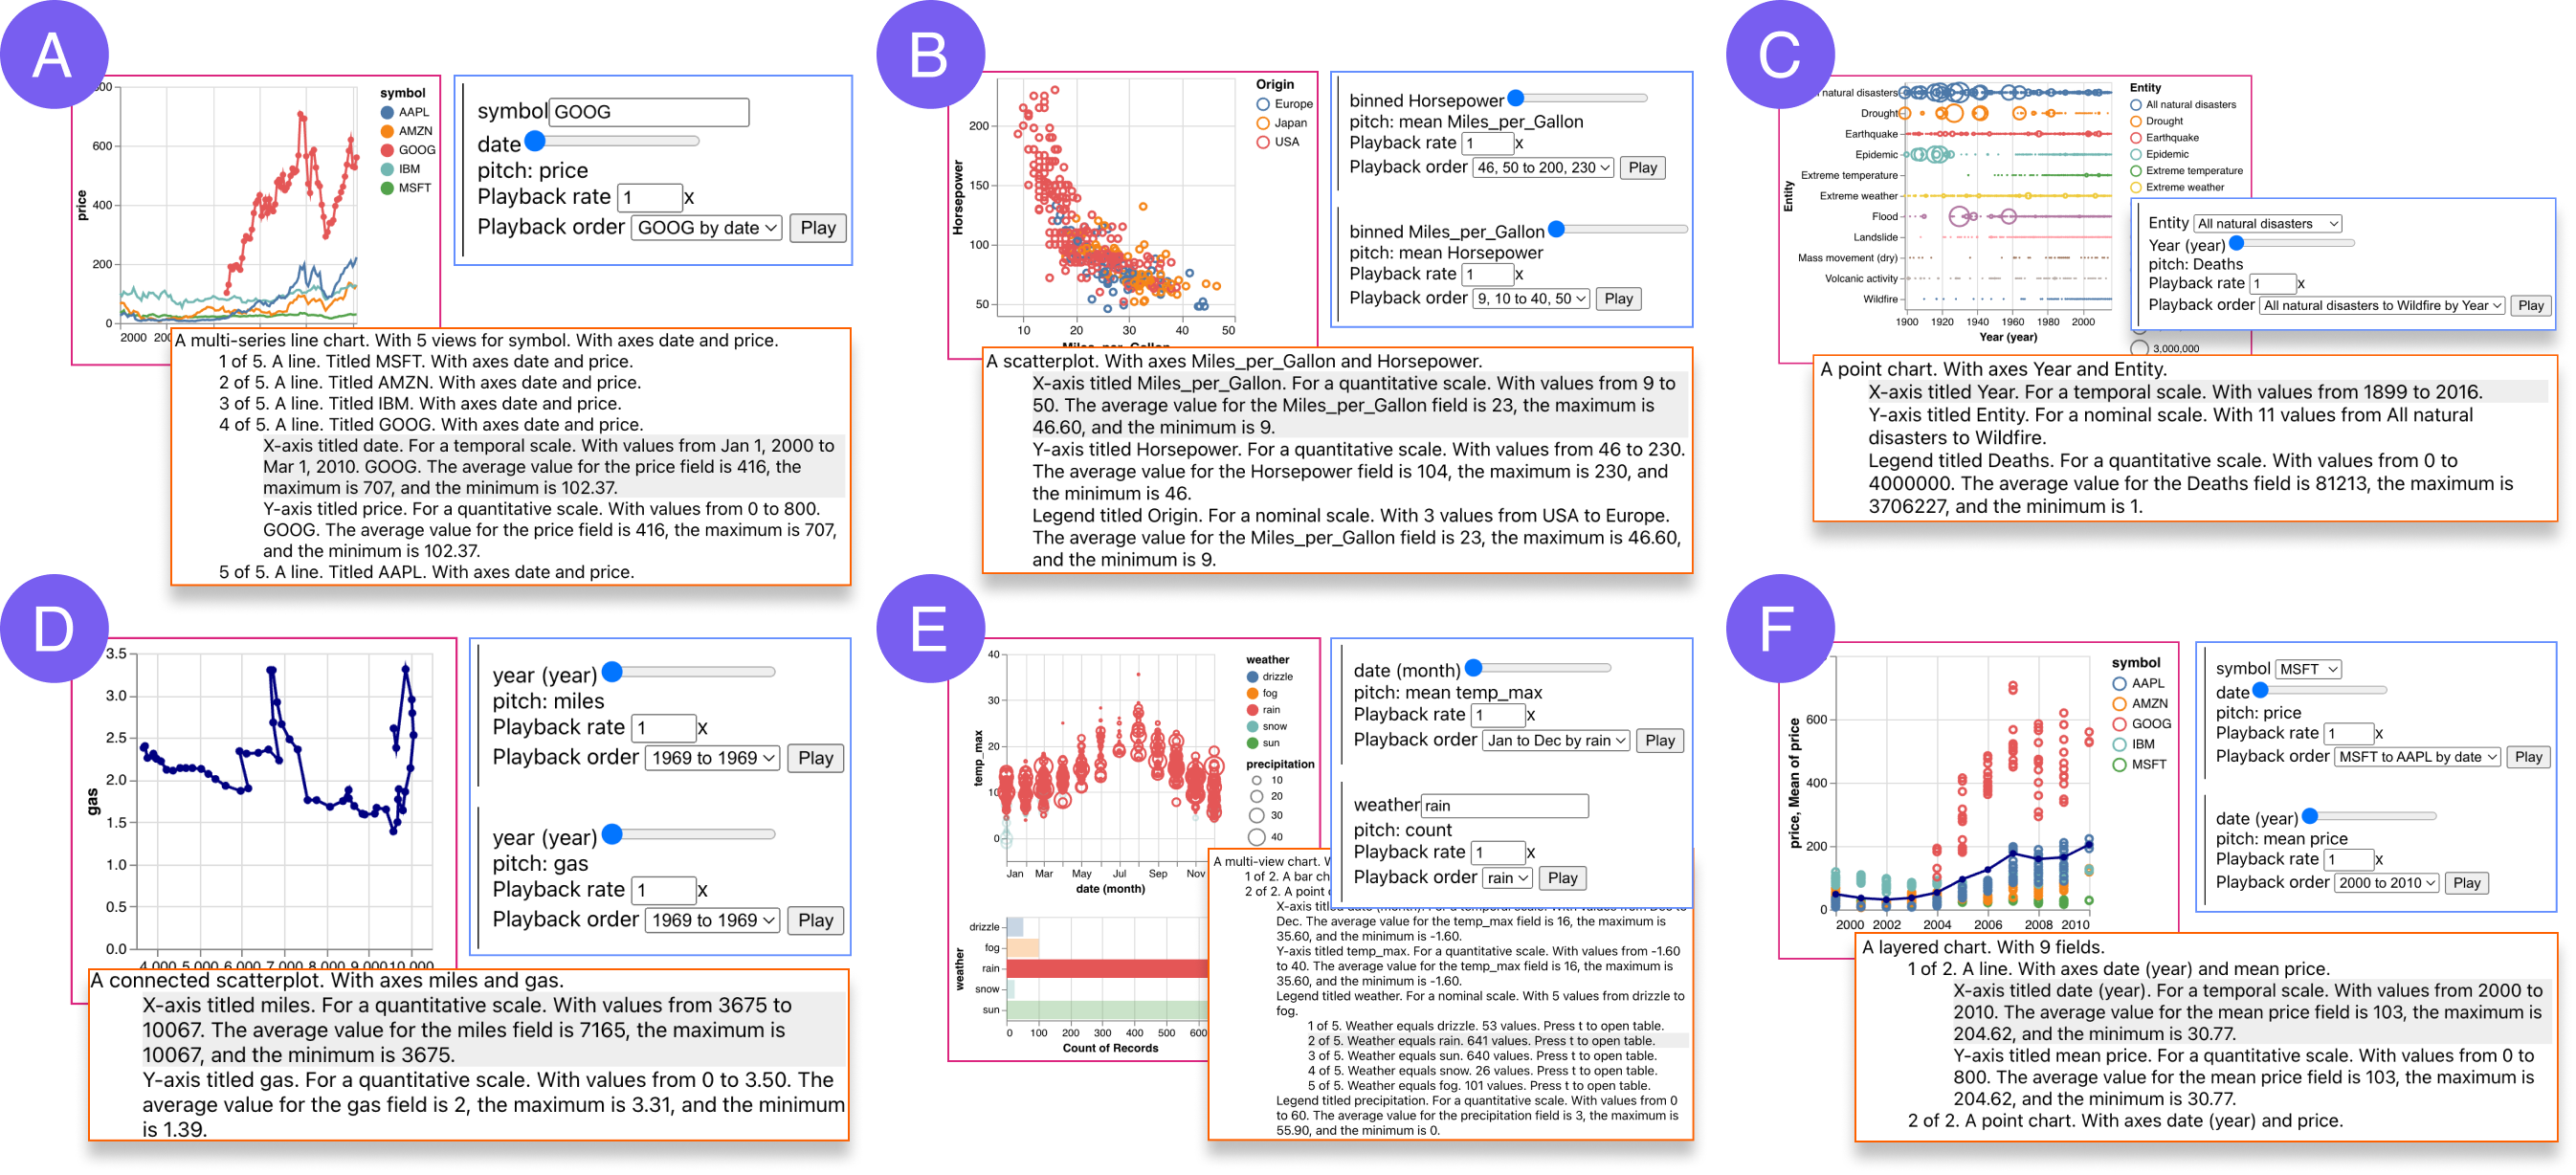 A
800
600
400
200
0
price
2000
200
symbol
AAPL
AMZN
GOOG
IBM
MSFT
symbol GOOG
date
pitch: price
Playback rate 1 x
Playback order GOOG by date Play
A multi-series line chart. With 5 views for symbol. With axes date and price.
1 of 5. A line. Titled MSFT. With axes date and price.
2 of 5. A line. Titled AMZN. With axes date and price.
3 of 5. A line. Titled IBM. With axes date and price.
4 of 5. A line. Titled GOOG. With axes date and price.
X-axis titled date. For a temporal scale. With values from Jan 1, 2000 to
Mar 1, 2010. GOOG. The average value for the price field is 416, the
maximum is 707, and the minimum is 102.37.
Y-axis titled price. For a quantitative scale. With values from 0 to 800.
GOOG. The average value for the price field is 416, the maximum is 707,
and the minimum is 102.37.
5 of 5. A line. Titled AAPL. With axes date and price.
B
200
150
100
50
Horsepower
10 20 30 40 50
Miles_per_Gallon
Origin
Europe
Japan
USA
binned Horsepower
pitch: mean Miles_per_Gallon
Playback rate 1 x
Playback order 46, 50 to 200, 230 Play
binned Miles_per_Gallon
pitch: mean Horsepower
Playback rate 1 x
Playback order 9, 10 to 40, 50 Play
A scatterplot. With axes Miles_per_Gallon and Horsepower.
X-axis titled Miles_per_Gallon. For a quantitative scale. With values from 9 to
50. The average value for the Miles_per_Gallon field is 23, the maximum is
46.60, and the minimum is 9.
Y-axis titled Horsepower. For a quantitative scale. With values from 46 to 230.
The average value for the Horsepower field is 104, the maximum is 230, and
the minimum is 46.
Legend titled Origin. For a nominal scale. With 3 values from USA to Europe.
The average value for the Miles_per_Gallon field is 23, the maximum is 46.60,
and the minimum is 9.
C
natural disasters
Drought
Earthquake
Epidemic
Extreme temperature
Extreme weather
Flood
Landslide
Mass movement (dry)
Volcanic activity
Wildfire
Entity
1900 1920 1940 1960 1980 2000
Year (year)
Entity
All natural disasters
Drought
Earthquake
Epidemic
Extreme temperature
Extreme weather
3,000,000
Entity All natural disasters
Year (year)
pitch: Deaths
Playback rate 1 x
Playback order All natural disasters to Wildfire by Year Play
A point chart. With axes Year and Entity.
X-axis titled Year. For a temporal scale. With values from 1899 to 2016.
Y-axis titled Entity. For a nominal scale. With 11 values from All natural
disasters to Wildfire.
Legend titled Deaths. For a quantitative scale. With values from 0 to
4000000. The average value for the Deaths field is 81213, the maximum is
3706227, and the minimum is 1.
D
3.5
3.0
2.5
2.0
1.5
1.0
0.5
0.0
gas
4,000 5,000 6,000 7,000 8,000 9,000 10,000
year (year)
pitch: miles
Playback rate 1 x
Playback order 1969 to 1969 Play
year (year)
pitch: gas
Playback rate 1 x
Playback order 1969 to 1969 Play
A connected scatterplot. With axes miles and gas.
X-axis titled miles. For a quantitative scale. With values from 3675 to
10067. The average value for the miles field is 7165, the maximum is
10067, and the minimum is 3675.
Y-axis titled gas. For a quantitative scale. With values from 0 to 3.50. The
average value for the gas field is 2, the maximum is 3.31, and the minimum
is 1.39.
E
40
30
20
10
0
temp_max
Jan Mar May Jul Sep Nov
date (month)
weather
drizzle
fog
rain
snow
sun
precipitation
10
20
30
40
drizzle
fog
rain
snow
sun
weather
0 100 200 300 400 500 600
Count of Records
date (month)
pitch: mean temp_max
Playback rate 1 x
Playback order Jan to Dec by rain Play
weather rain
pitch: count
Playback rate 1 x
Playback order rain Play
A multi-view chart.
1 of 2. A bar ch
2 of 2. A point
X-axis titled date (month). For a temporal scale. With values from Dec to
Dec. The average value for the temp_max field is 16, the maximum is
35.60, and the minimum is -1.60.
Y-axis titled temp_max. For a quantitative scale. With values from -1.60
to 40. The average value for the temp_max field is 16, the maximum is
35.60, and the minimum is -1.60.
Legend titled weather. For a nominal scale. With 5 values from drizzle to
fog.
1 of 5. Weather equals drizzle. 53 values. Press t to open table.
2 of 5. Weather equals rain. 641 values. Press t to open table.
3 of 5. Weather equals sun. 640 values. Press t to open table.
4 of 5. Weather equals snow. 26 values. Press t to open table.
5 of 5. Weather equals fog. 101 values. Press t to open table.
Legend titled precipitation. For a quantitative scale. With values from 0
to 60. The average value for the precipitation field is 3, the maximum is
55.90, and the minimum is 0.
F
600
400
200
0
price, Mean of price
2000 2002 2004 2006 2008 2010
symbol
AAPL
AMZN
GOOG
IBM
MSFT
symbol MSFT
date
pitch: price
Playback rate 1 x
Playback order MSFT to AAPL by date Play
date (year)
pitch: mean price
Playback rate 1 x
Playback order 2000 to 2010 Play
A layered chart. With 9 fields.
1 of 2. A line. With axes date (year) and mean price.
X-axis titled date (year). For a temporal scale. With values from 2000 to
2010. The average value for the mean price field is 103, the maximum is
204.62, and the minimum is 30.77.
Y-axis titled mean price. For a quantitative scale. With values from 0 to
800. The average value for the mean price field is 103, the maximum is
204.62, and the minimum is 30.77.
2 of 2. A point chart. With axes date (year) and price.